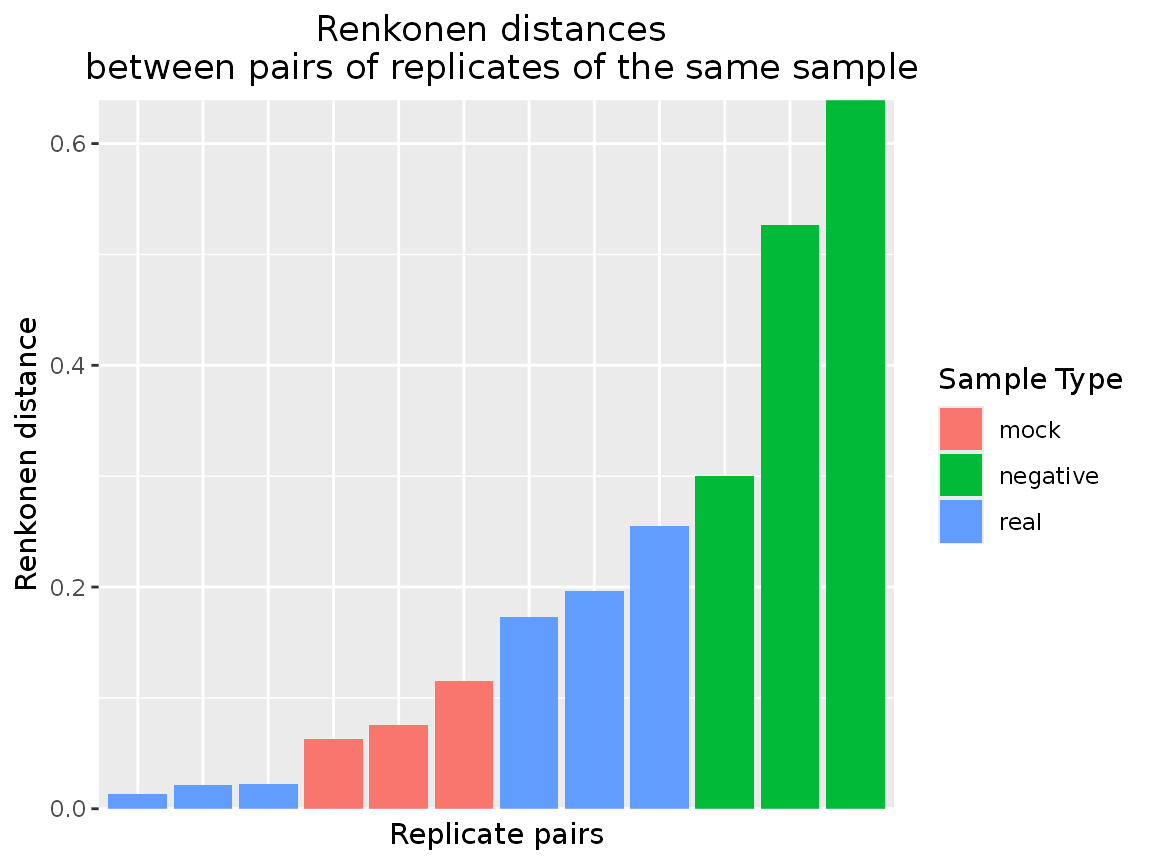 Renkonen distances
between pairs of replicates of the same sample
Renkonen distance
0.6
0.4
0.2
0.0
Replicate pairs
Sample Type
mock
negative
real